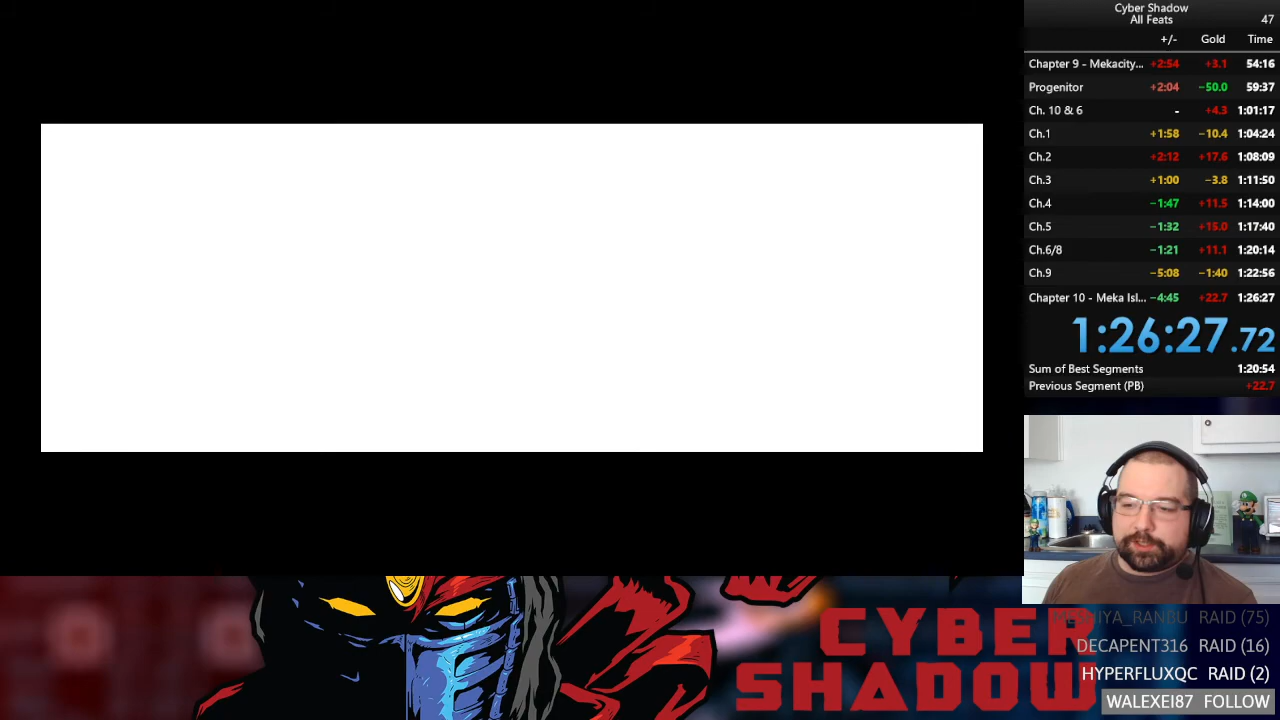 Cyber Shadow
All Feats 47
+/- Gold Time
Chapter 9 - Mekacity... +2:54 +3.1 54:16
Progenitor +2:04 −50.0 59:37
Ch. 10 & 6 - +4.3 1:01:17
Ch.1 +1:58 −10.4 1:04:24
Ch.2 +2:12 +17.6 1:08:09
Ch.3 +1:00 −3.8 1:11:50
Ch.4 −1:47 +11.5 1:14:00
Ch.5 −1:32 +15.0 1:17:40
Ch.6/8 −1:21 +11.1 1:20:14
Ch.9 −5:08 −1:40 1:22:56
Chapter 10 - Meka Isl... −4:45 +22.7 1:26:27
1:26:27.72
Sum of Best Segments 1:20:54
Previous Segment (PB) +22.7
CYBER
SHADOW
RAID (75)
DECAPENT316 RAID (16)
HYPERFLUXQC RAID (2)
WALEXEI87 FOLLOW